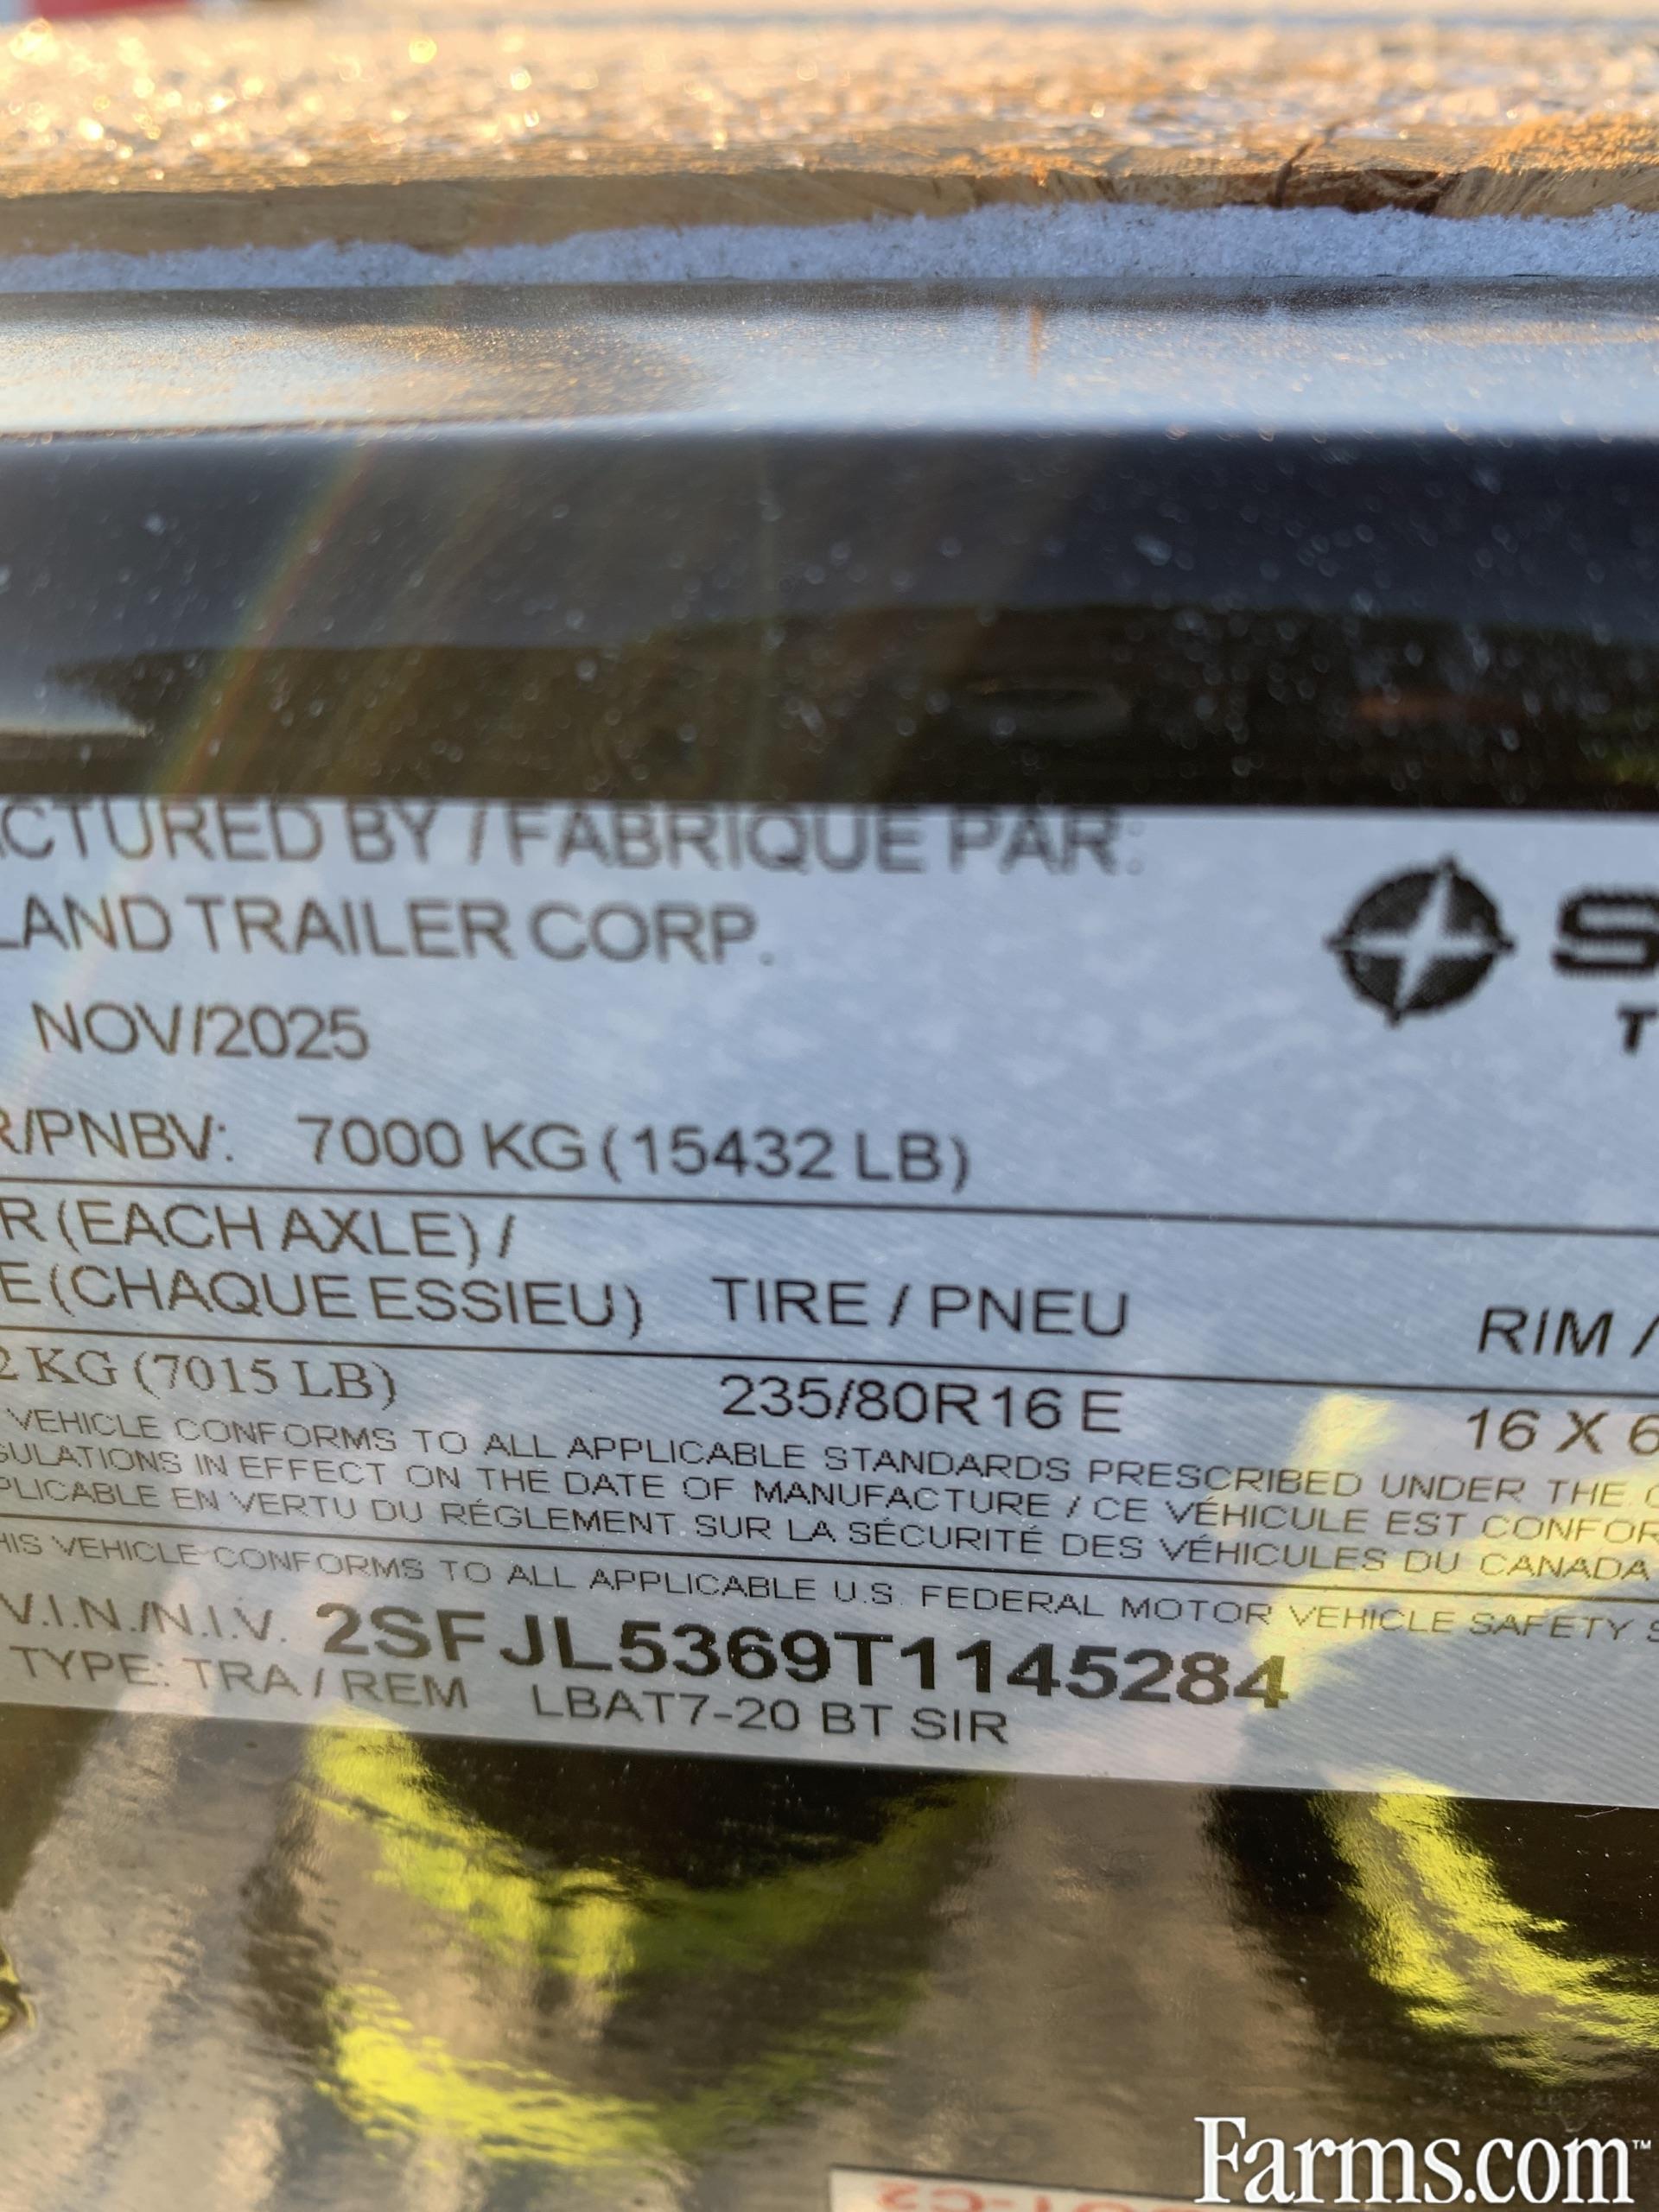 ACTURED BY / FABRIQUE PAR:
LAND TRAILER CORP.
S
T
NOV/2025
R/PNBV: 7000 KG (15432 LB)
R (EACH AXLE) /
E (CHAQUE ESSIEU) TIRE / PNEU RIM /
2 KG (7015 LB) 235/80R16 E 16 X 6
VEHICLE CONFORMS TO ALL APPLICABLE STANDARDS PRESCRIBED UNDER THE C
GULATIONS IN EFFECT ON THE DATE OF MANUFACTURE / CE VÉHICULE EST CONFOR
PLICABLE EN VERTU DU RÉGLEMENT SUR LA SÉCURITÉ DES VÉHICULES DU CANADA
HIS VEHICLE CONFORMS TO ALL APPLICABLE U.S. FEDERAL MOTOR VEHICLE SAFETY S
V.I.N./N.I.V. 2SFJL5369T1145284
TYPE: TRA / REM LBAT7-20 BT SIR
Farms.com™